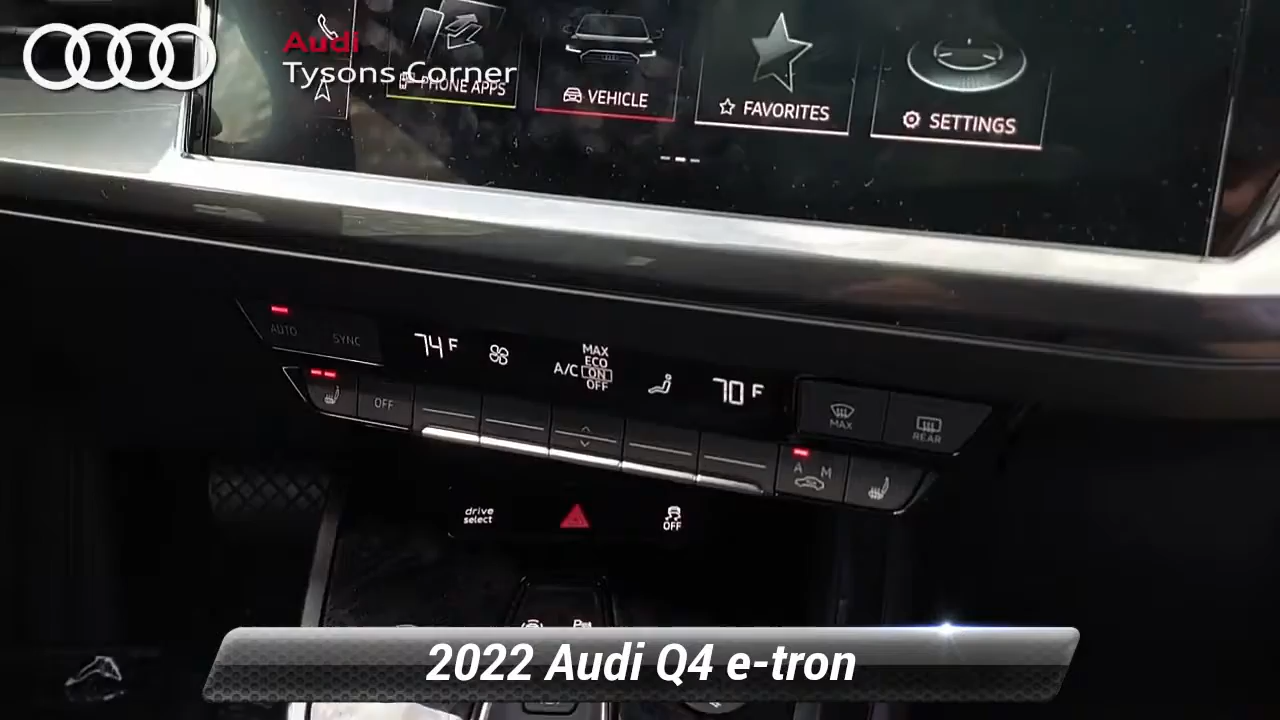 Audi
Tysons Corner
PHONE APPS
VEHICLE
FAVORITES
SETTINGS
AUTO
SYNC
74 F
A/C
MAX
ECO
ON
OFF
70 F
OFF
MAX
REAR
A M
drive
select
OFF
2022 Audi Q4 e-tron